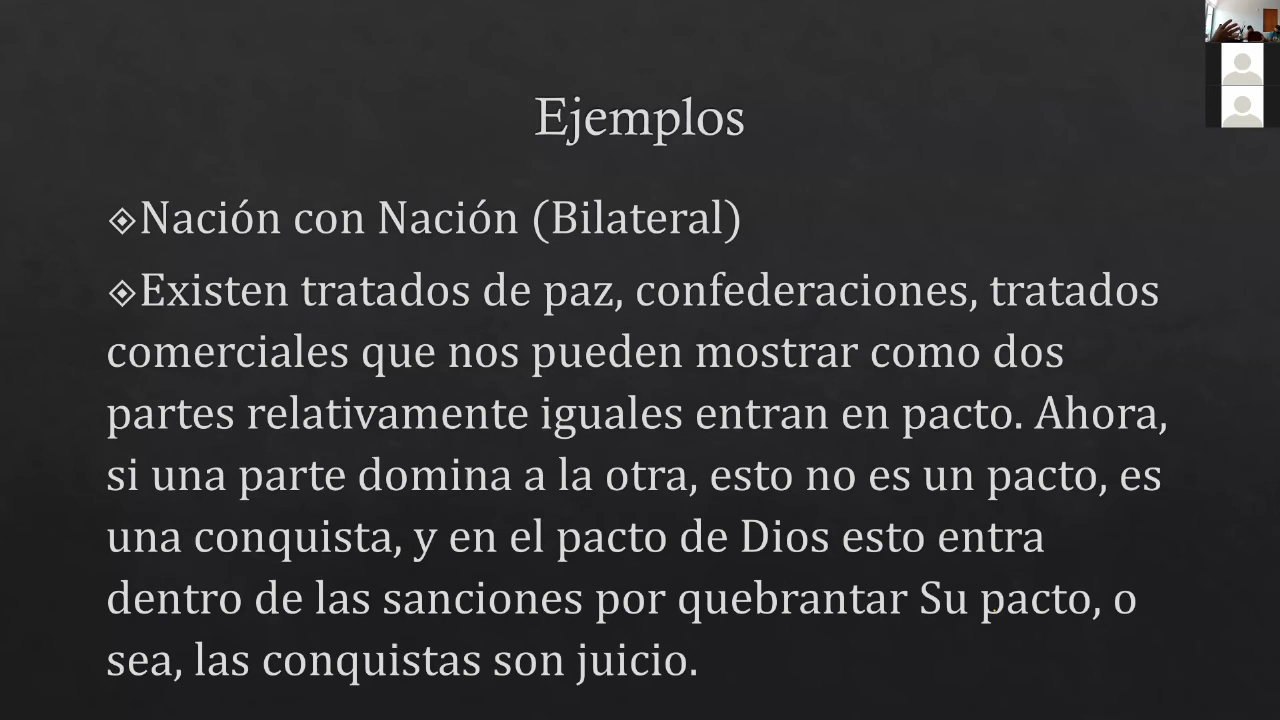 Ejemplos
Nación con Nación (Bilateral)
Existen tratados de paz, confederaciones, tratados
comerciales que nos pueden mostrar como dos
partes relativamente iguales entran en pacto. Ahora,
si una parte domina a la otra, esto no es un pacto, es
una conquista, y en el pacto de Dios esto entra
dentro de las sanciones por quebrantar Su pacto, o
sea, las conquistas son juicio.